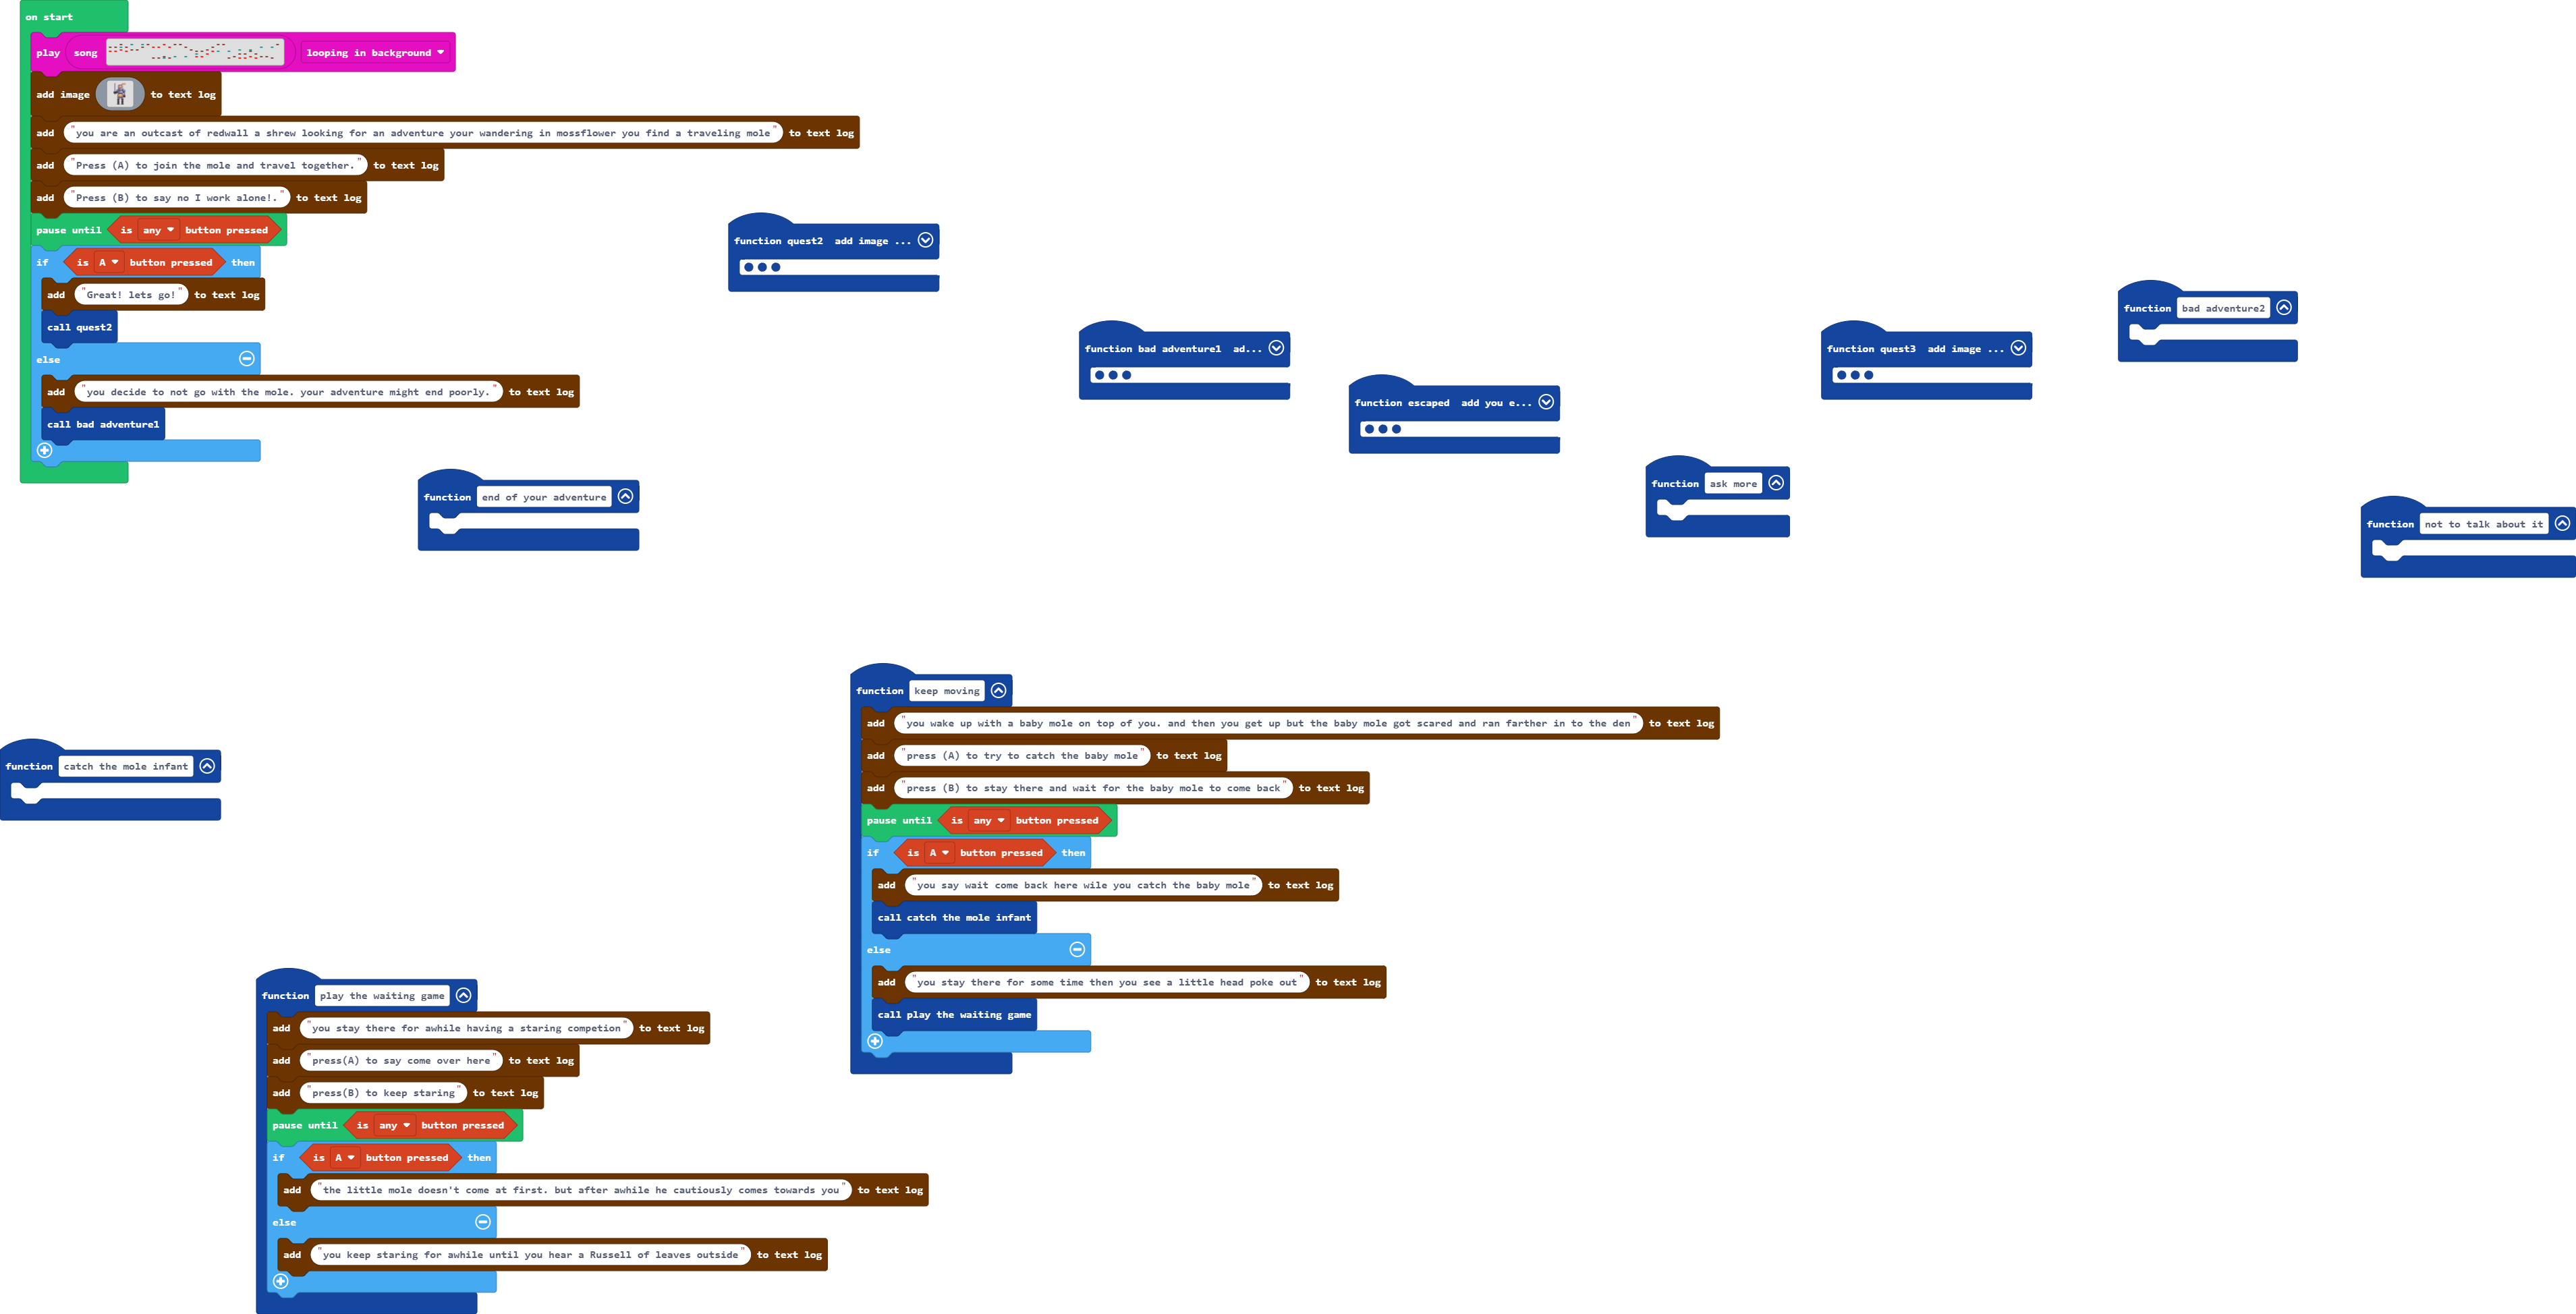 on start
play song looping in background
add image to text log
add "you are an outcast of redwall a shrew looking for an adventure your wandering in mossflower you find a traveling mole" to text log
add "Press (A) to join the mole and travel together." to text log
add "Press (B) to say no I work alone!." to text log
pause until is any button pressed
if is A button pressed then
add "Great! lets go!" to text log
call quest2
else
add "you decide to not go with the mole. your adventure might end poorly." to text log
call bad adventure1
function quest2 add image ...
function bad adventure1 ad...
function escaped add you e...
function quest3 add image ...
function bad adventure2
function end of your adventure
function ask more
function not to talk about it
function catch the mole infant
function keep moving
add "you wake up with a baby mole on top of you. and then you get up but the baby mole got scared and ran farther in to the den" to text log
add "press (A) to try to catch the baby mole" to text log
add "press (B) to stay there and wait for the baby mole to come back" to text log
pause until is any button pressed
if is A button pressed then
add "you say wait come back here wile you catch the baby mole" to text log
call catch the mole infant
else
add "you stay there for some time then you see a little head poke out" to text log
call play the waiting game
function play the waiting game
add "you stay there for awhile having a staring competion" to text log
add "press(A) to say come over here" to text log
add "press(B) to keep staring" to text log
pause until is any button pressed
if is A button pressed then
add "the little mole doesn't come at first. but after awhile he cautiously comes towards you" to text log
else
add "you keep staring for awhile until you hear a Russell of leaves outside" to text log